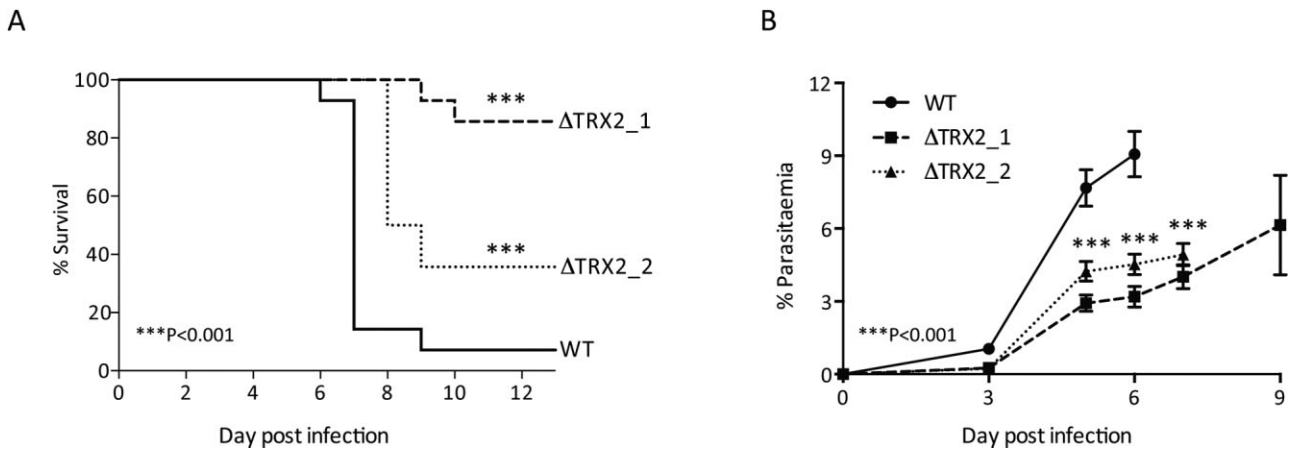 A
% Survival
100
80
60
40
20
0
0 2 4 6 8 10 12
Day post infection
***
ΔTRX2_1
***
ΔTRX2_2
WT
***P<0.001
B
% Parasitaemia
12
9
6
3
0
0 3 6 9
Day post infection
WT
ΔTRX2_1
ΔTRX2_2
*** *** ***
***P<0.001